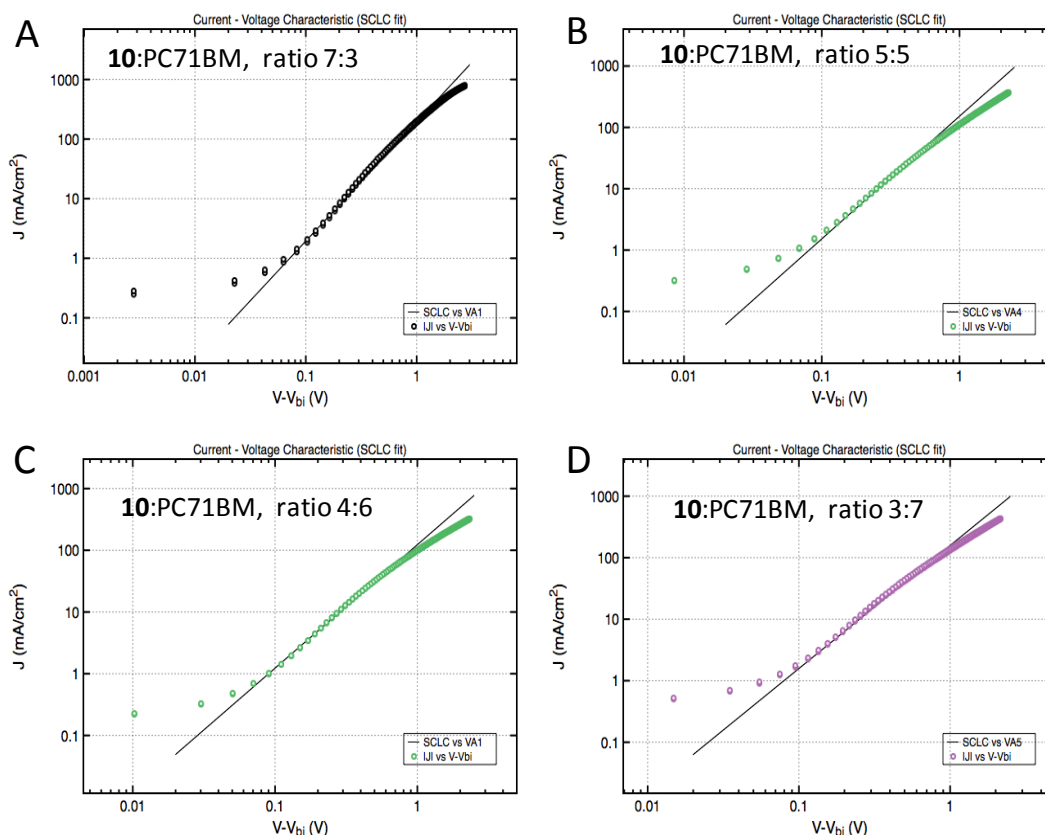 A
Current - Voltage Characteristic (SCLC fit)
10:PC71BM, ratio 7:3
1000
100
10
1
0.1
J (mA/cm²)
SCLC vs VA1
IJI vs V-Vbi
0.001
0.01
0.1
1
V-Vbi (V)
B
Current - Voltage Characteristic (SCLC fit)
10:PC71BM, ratio 5:5
1000
100
10
1
0.1
J (mA/cm²)
SCLC vs VA4
IJI vs V-Vbi
0.01
0.1
1
V-Vbi (V)
C
Current - Voltage Characteristic (SCLC fit)
10:PC71BM, ratio 4:6
1000
100
10
1
0.1
J (mA/cm²)
SCLC vs VA1
IJI vs V-Vbi
0.01
0.1
1
V-Vbi (V)
D
Current - Voltage Characteristic (SCLC fit)
10:PC71BM, ratio 3:7
1000
100
10
1
0.1
J (mA/cm²)
SCLC vs VA5
IJI vs V-Vbi
0.01
0.1
1
V-Vbi (V)